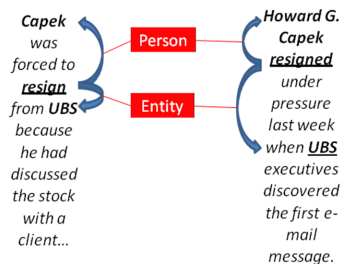 Capek
was
forced to
resign
from UBS
because
he had
discussed
the stock
with a
client...
Person
Entity
Howard G.
Capek
resigned
under
pressure
last week
when UBS
executives
discovered
the first e-
mail
message.